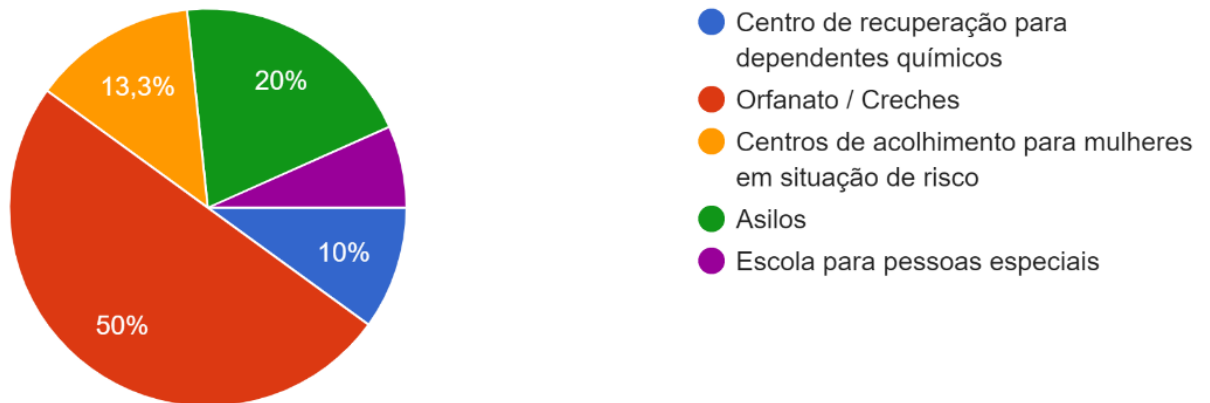 13,3%
20%
10%
50%
Centro de recuperação para
dependentes químicos
Orfanato / Creches
Centros de acolhimento para mulheres
em situação de risco
Asilos
Escola para pessoas especiais